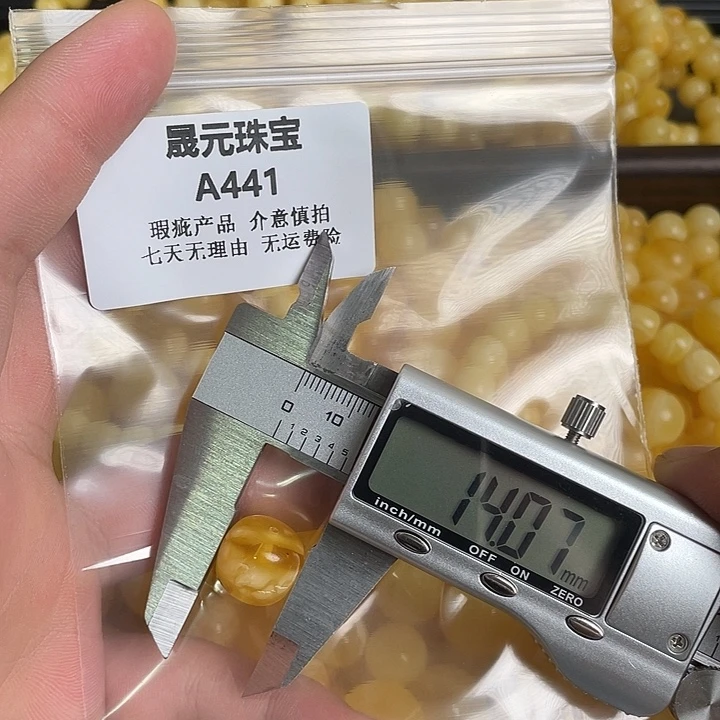 晟元珠宝
A441
瑕疵产品 介意慎拍
七天无理由 无运费险
0 10
1 2 3 4 5
14.07 mm
inch/mm OFF ON ZERO